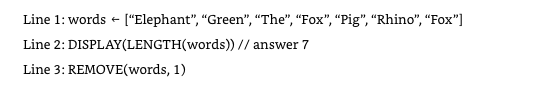 Line 1: words ← [“Elephant”, “Green”, “The”, “Fox”, “Pig”, “Rhino”, “Fox”]
Line 2: DISPLAY(LENGTH(words)) // answer 7
Line 3: REMOVE(words, 1)